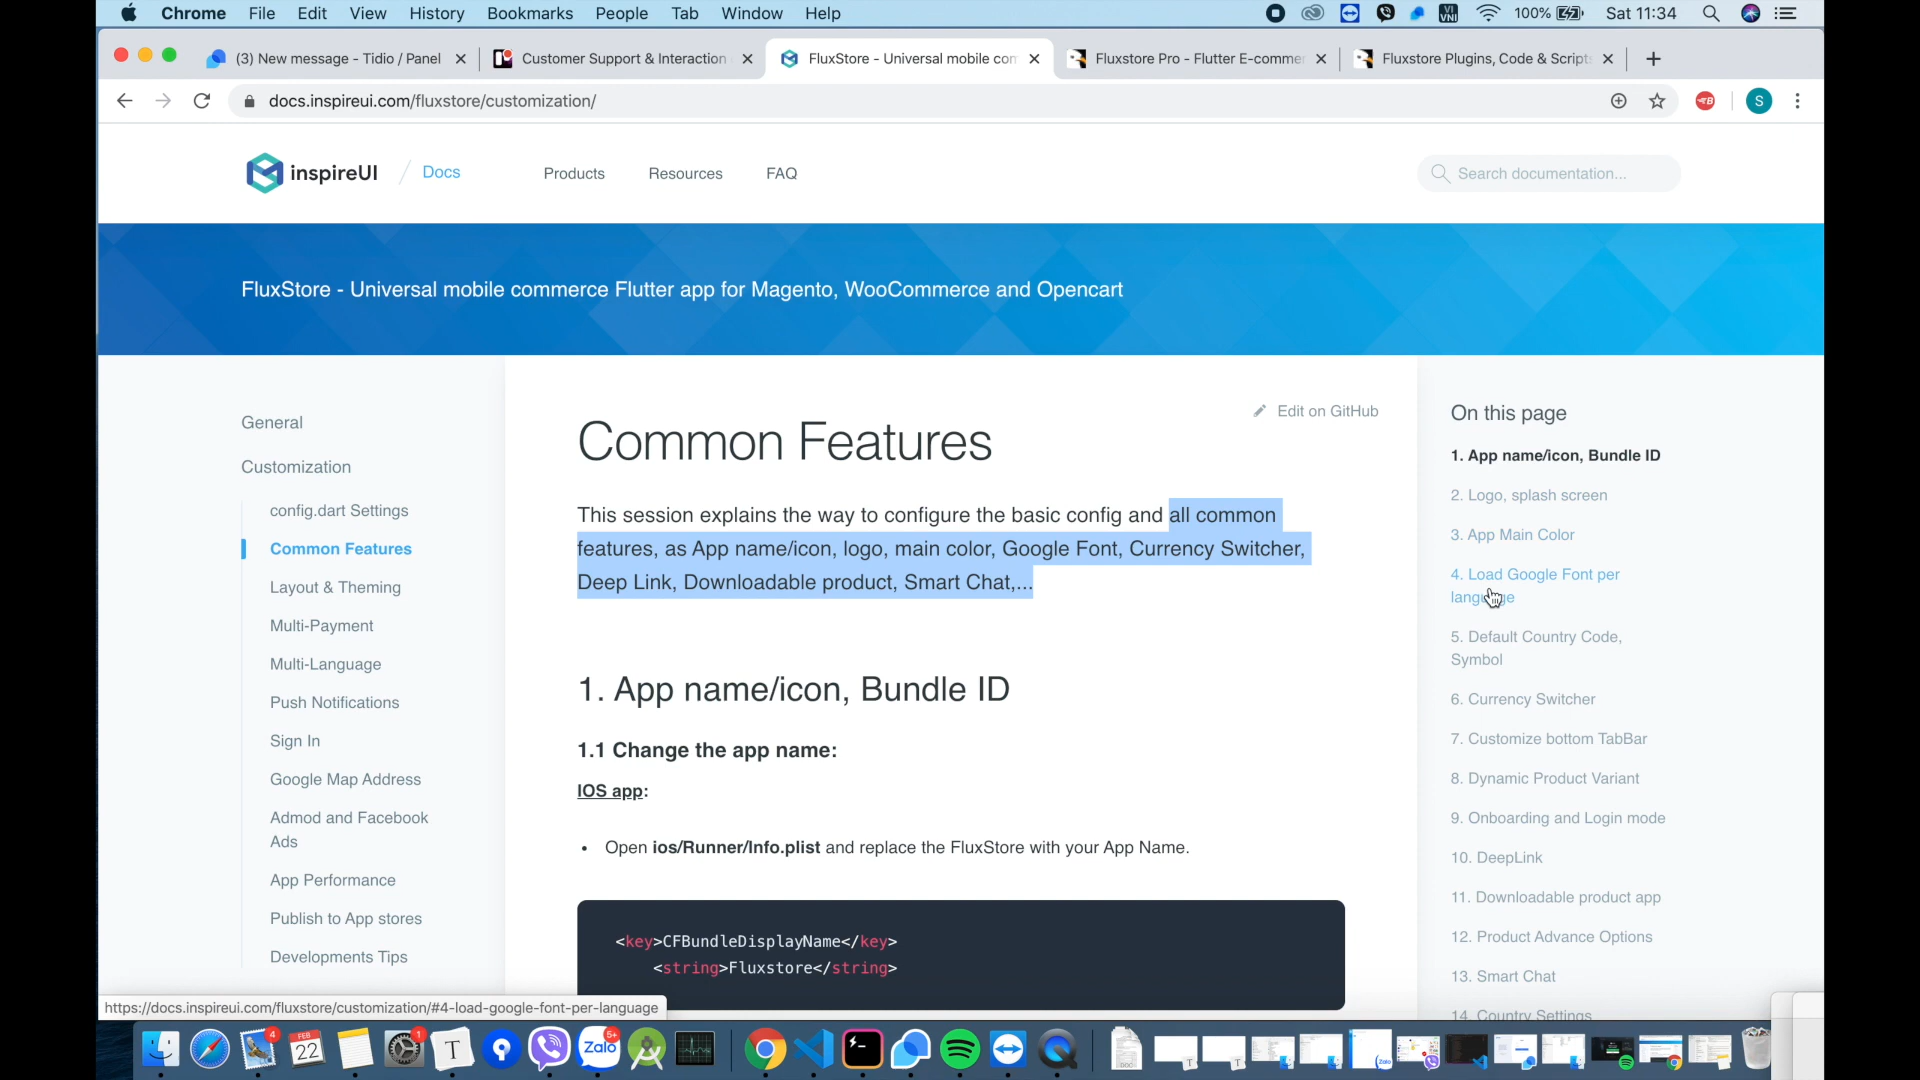 Chrome File Edit View History Bookmarks People Tab Window Help
VI
VNI
100%
Sat 11:34
(3) New message - Tidio / Panel
Customer Support & Interaction
FluxStore - Universal mobile com
Fluxstore Pro - Flutter E-commer
Fluxstore Plugins, Code & Scripts
docs.inspireui.com/fluxstore/customization/
S
inspireUI / Docs
Products
Resources
FAQ
Search documentation...
FluxStore - Universal mobile commerce Flutter app for Magento, WooCommerce and Opencart
General
Customization
config.dart Settings
Common Features
Layout & Theming
Multi-Payment
Multi-Language
Push Notifications
Sign In
Google Map Address
Admod and Facebook
Ads
App Performance
Publish to App stores
Developments Tips
Edit on GitHub
Common Features
This session explains the way to configure the basic config and all common
features, as App name/icon, logo, main color, Google Font, Currency Switcher,
Deep Link, Downloadable product, Smart Chat,...
1. App name/icon, Bundle ID
1.1 Change the app name:
IOS app:
• Open ios/Runner/Info.plist and replace the FluxStore with your App Name.
<key>CFBundleDisplayName</key>
<string>Fluxstore</string>
On this page
1. App name/icon, Bundle ID
2. Logo, splash screen
3. App Main Color
4. Load Google Font per
language
5. Default Country Code,
Symbol
6. Currency Switcher
7. Customize bottom TabBar
8. Dynamic Product Variant
9. Onboarding and Login mode
10. DeepLink
11. Downloadable product app
12. Product Advance Options
13. Smart Chat
14. Country Settings
https://docs.inspireui.com/fluxstore/customization/#4-load-google-font-per-language
4
FEB
22
1
T
5+
Zalo